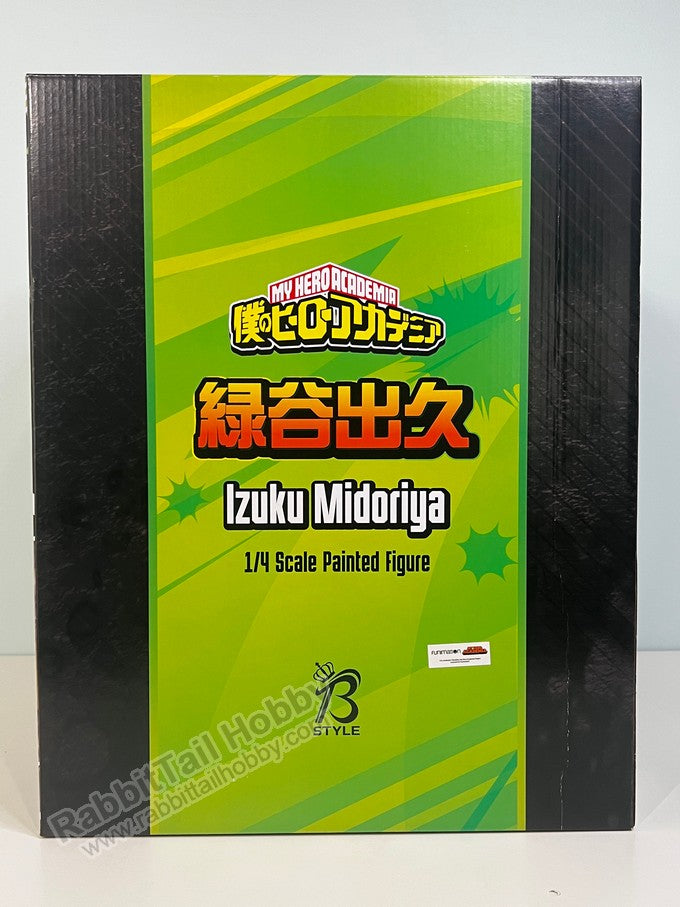 MY HERO ACADEMIA
僕のヒーローアカデミア
緑谷出久
Izuku Midoriya
1/4 Scale Painted Figure
FUNIMATION
B
STYLE
RabbitTail Hobby
www.rabbittailhobby.com